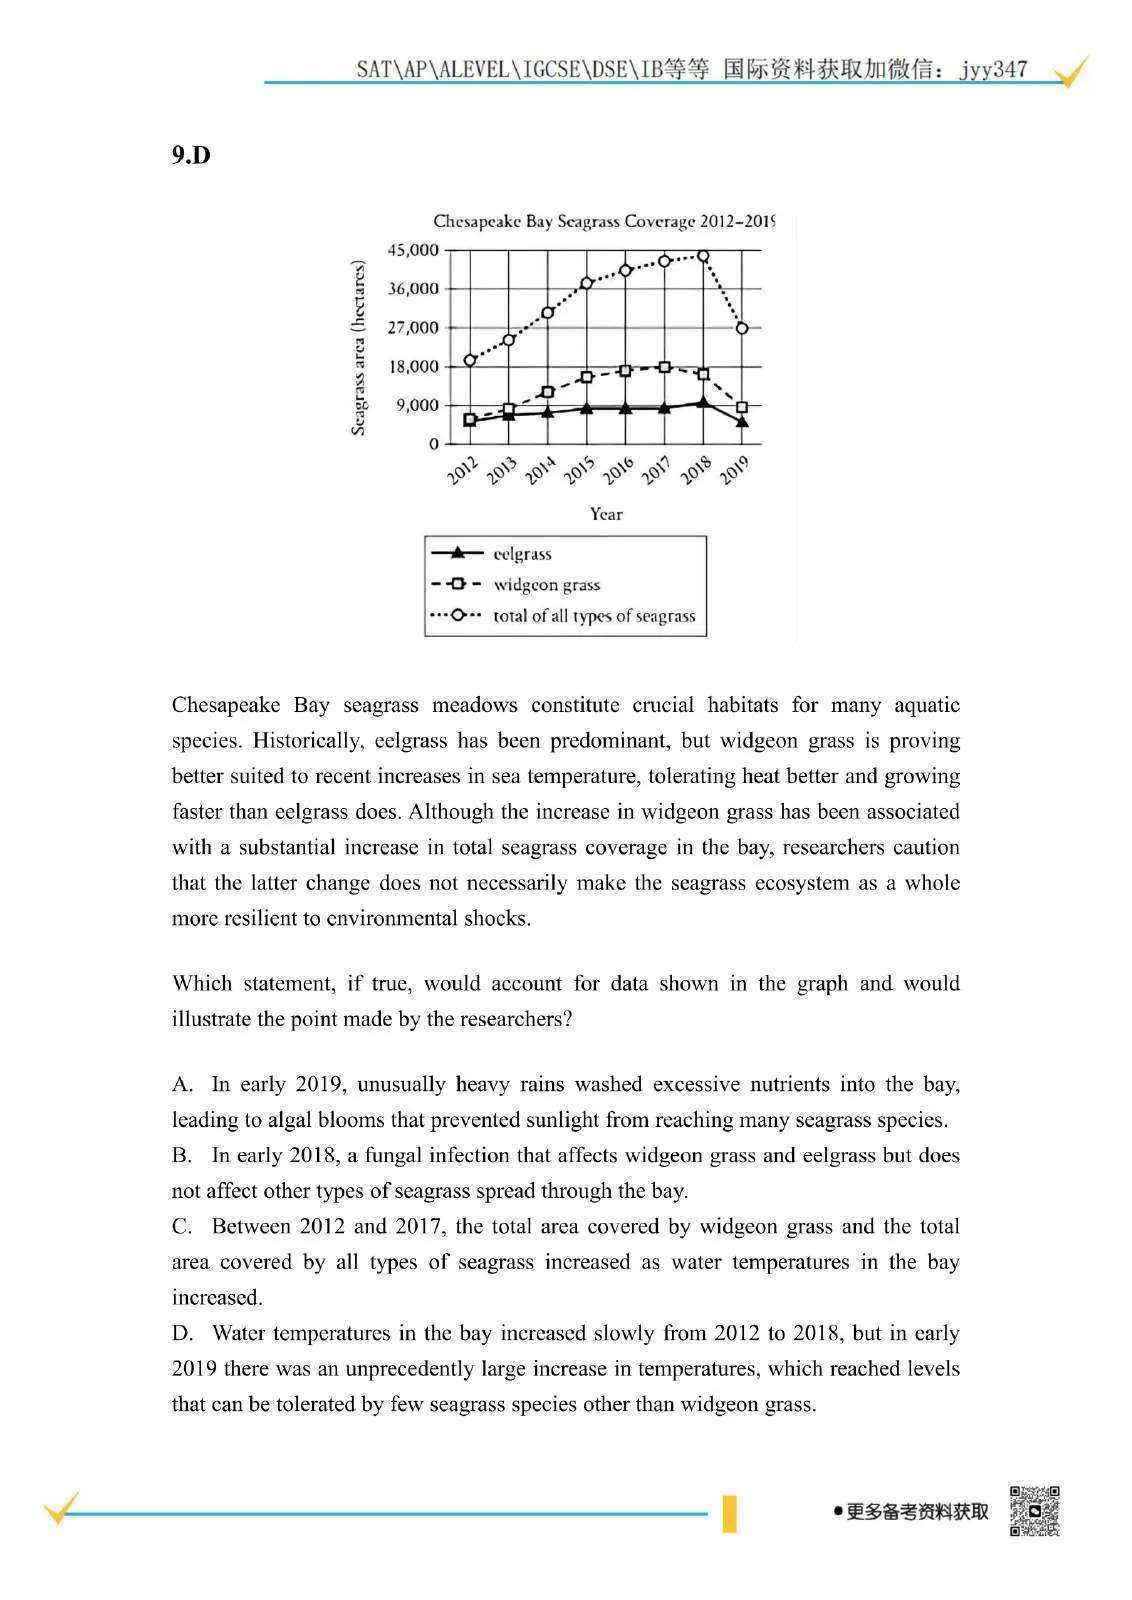 SAT\AP\ALEVEL\IGCSE\DSE\IB等等 国际资料获取加微信：jyy347
9.D
Chesapeake Bay Seagrass Coverage 2012–2019
Seagrass area (hectares)
45,000
36,000
27,000
18,000
9,000
0
2012 2013 2014 2015 2016 2017 2018 2019
Year
eelgrass
widgeon grass
total of all types of seagrass
Chesapeake Bay seagrass meadows constitute crucial habitats for many aquatic
species. Historically, eelgrass has been predominant, but widgeon grass is proving
better suited to recent increases in sea temperature, tolerating heat better and growing
faster than eelgrass does. Although the increase in widgeon grass has been associated
with a substantial increase in total seagrass coverage in the bay, researchers caution
that the latter change does not necessarily make the seagrass ecosystem as a whole
more resilient to environmental shocks.
Which statement, if true, would account for data shown in the graph and would
illustrate the point made by the researchers?
A. In early 2019, unusually heavy rains washed excessive nutrients into the bay,
leading to algal blooms that prevented sunlight from reaching many seagrass species.
B. In early 2018, a fungal infection that affects widgeon grass and eelgrass but does
not affect other types of seagrass spread through the bay.
C. Between 2012 and 2017, the total area covered by widgeon grass and the total
area covered by all types of seagrass increased as water temperatures in the bay
increased.
D. Water temperatures in the bay increased slowly from 2012 to 2018, but in early
2019 there was an unprecedently large increase in temperatures, which reached levels
that can be tolerated by few seagrass species other than widgeon grass.
●更多备考资料获取